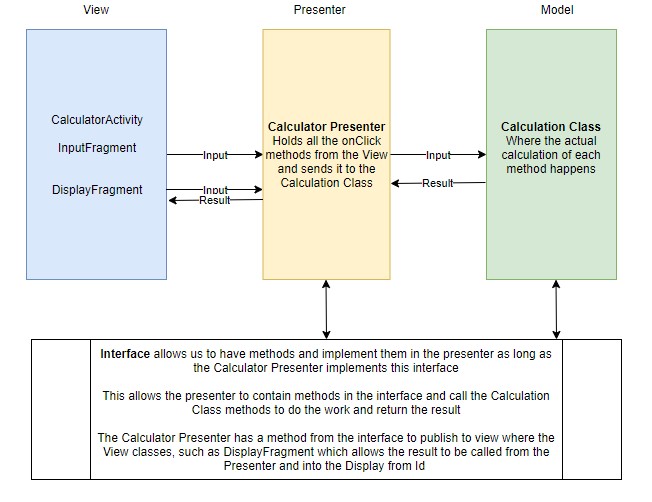 View
Presenter
Model
CalculatorActivity
InputFragment
DisplayFragment
Input
Input
Result
Calculator Presenter
Holds all the onClick
methods from the View
and sends it to the
Calculation Class
Input
Result
Calculation Class
Where the actual
calculation of each
method happens
Interface allows us to have methods and implement them in the presenter as long as
the Calculator Presenter implements this interface
This allows the presenter to contain methods in the interface and call the Calculation
Class methods to do the work and return the result
The Calculator Presenter has a method from the interface to publish to view where the
View classes, such as DisplayFragment which allows the result to be called from the
Presenter and into the Display from Id